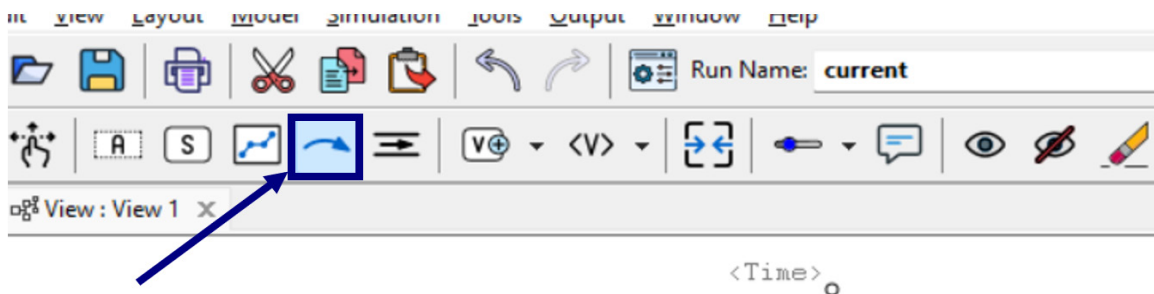 View Layout Model Simulation Tools Output Window Help
Run Name: current
A S V <V>
View : View 1 X
<Time>